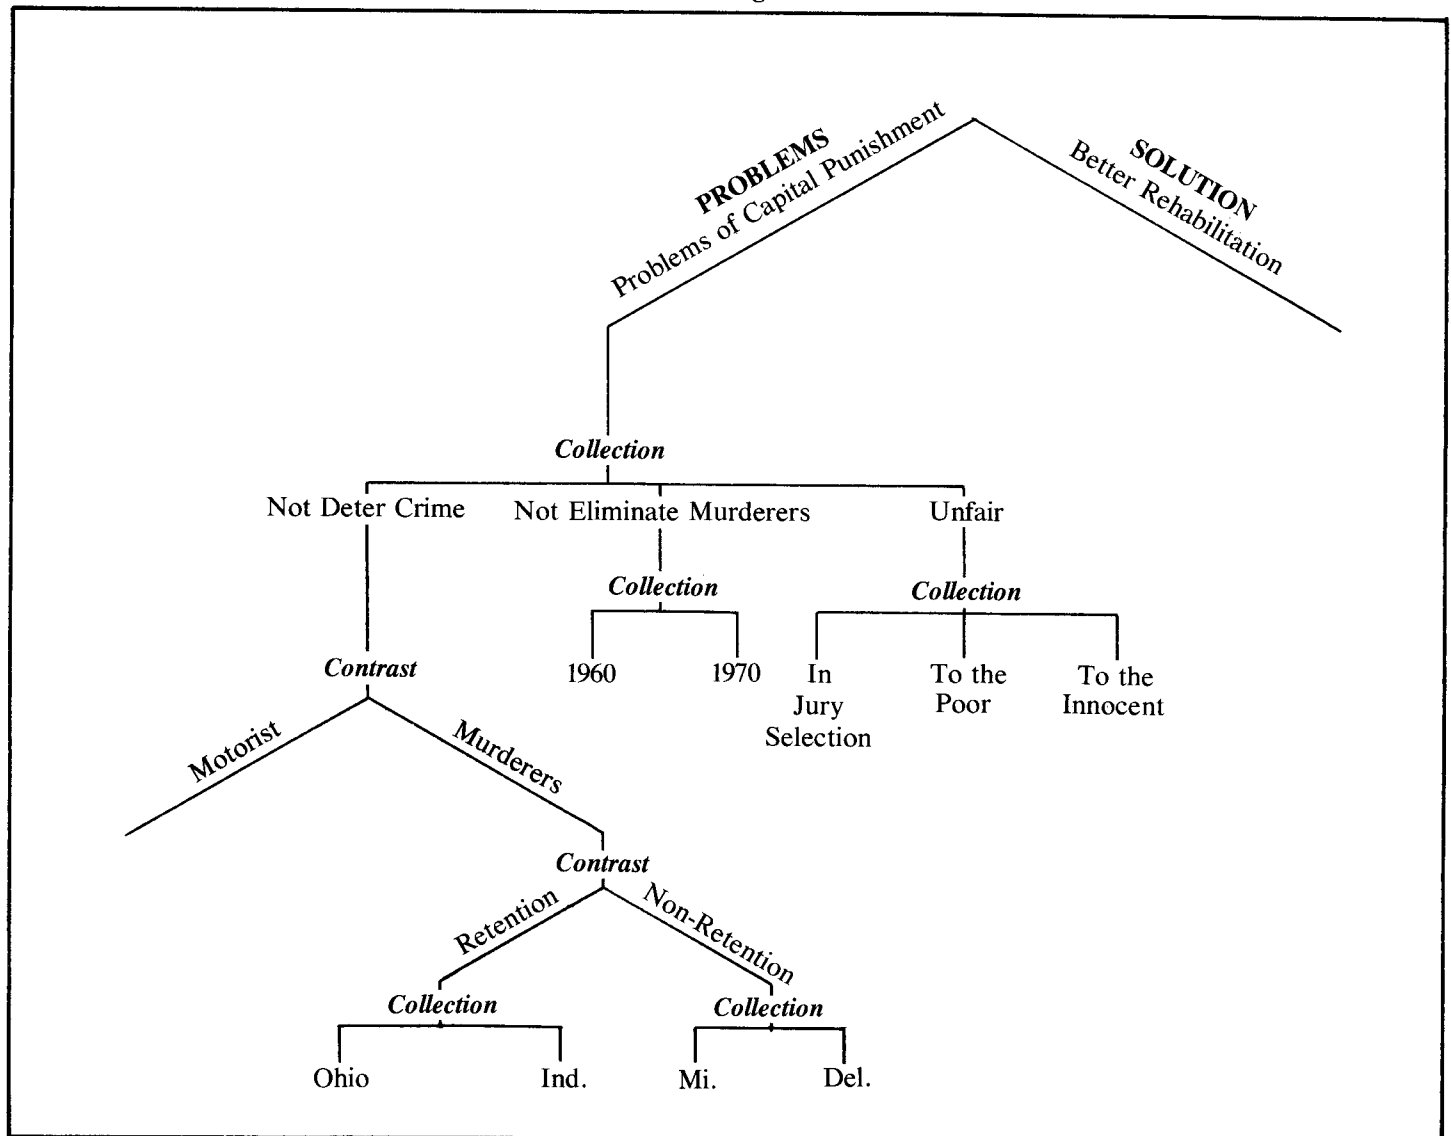 PROBLEMS
Problems of Capital Punishment
SOLUTION
Better Rehabilitation
Collection
Not Deter Crime
Not Eliminate Murderers
Unfair
Collection
Collection
Contrast
1960
1970
In
Jury
Selection
To the
Poor
To the
Innocent
Motorist
Murderers
Contrast
Retention
Non-Retention
Collection
Collection
Ohio
Ind.
Mi.
Del.